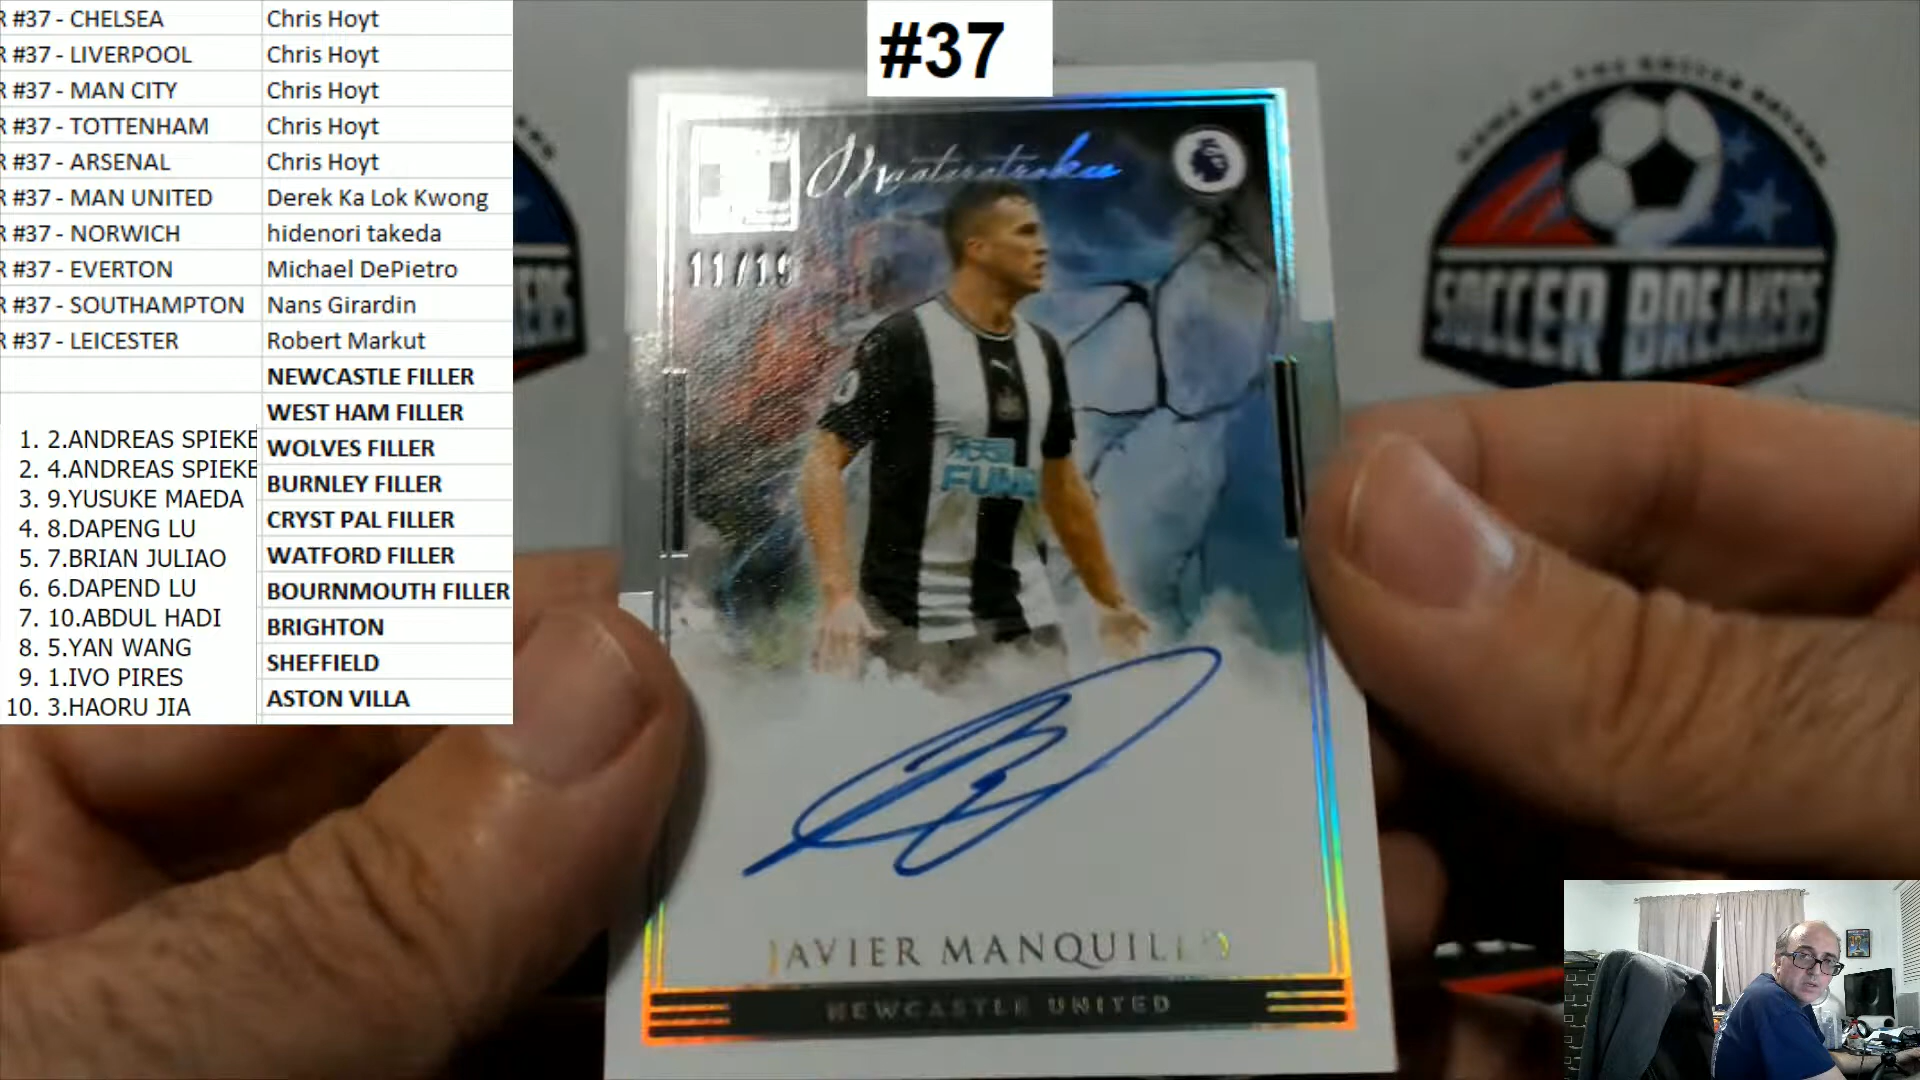 R #37 - CHELSEA Chris Hoyt
R #37 - LIVERPOOL Chris Hoyt
R #37 - MAN CITY Chris Hoyt
R #37 - TOTTENHAM Chris Hoyt
R #37 - ARSENAL Chris Hoyt
R #37 - MAN UNITED Derek Ka Lok Kwong
R #37 - NORWICH hidenori takeda
R #37 - EVERTON Michael DePietro
R #37 - SOUTHAMPTON Nans Girardin
R #37 - LEICESTER Robert Markut
NEWCASTLE FILLER
WEST HAM FILLER
WOLVES FILLER
BURNLEY FILLER
CRYST PAL FILLER
WATFORD FILLER
BOURNMOUTH FILLER
BRIGHTON
SHEFFIELD
ASTON VILLA
1. 2.ANDREAS SPIEKE
2. 4.ANDREAS SPIEKE
3. 9.YUSUKE MAEDA
4. 8.DAPENG LU
5. 7.BRIAN JULIAO
6. 6.DAPEND LU
7. 10.ABDUL HADI
8. 5.YAN WANG
9. 1.IVO PIRES
10. 3.HAORU JIA
#37
Masterstrokes
11/19
FUN
JAVIER MANQUILLO
NEWCASTLE UNITED
SOCCER BREAKERS